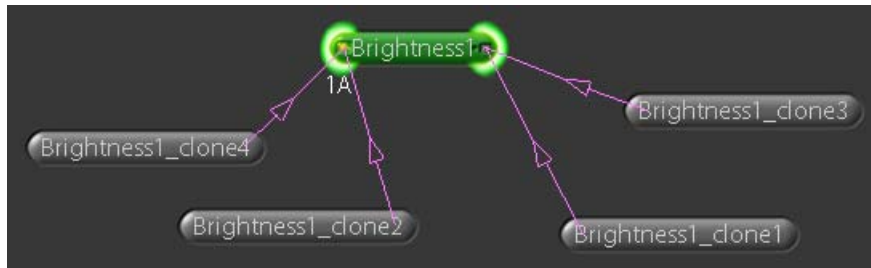 Brightness1
1A
Brightness1_clone3
Brightness1_clone4
Brightness1_clone2
Brightness1_clone1